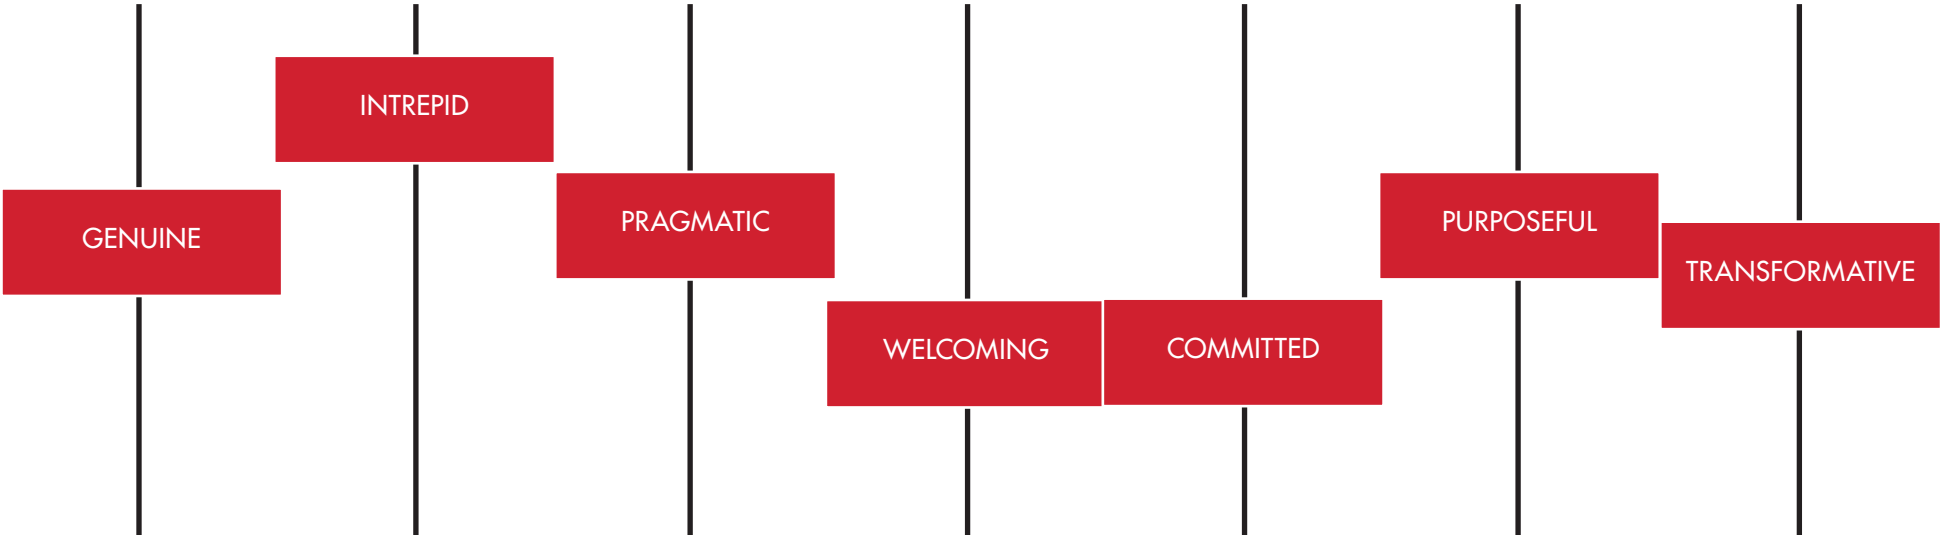 GENUINE
INTREPID
PRAGMATIC
WELCOMING
COMMITTED
PURPOSEFUL
TRANSFORMATIVE